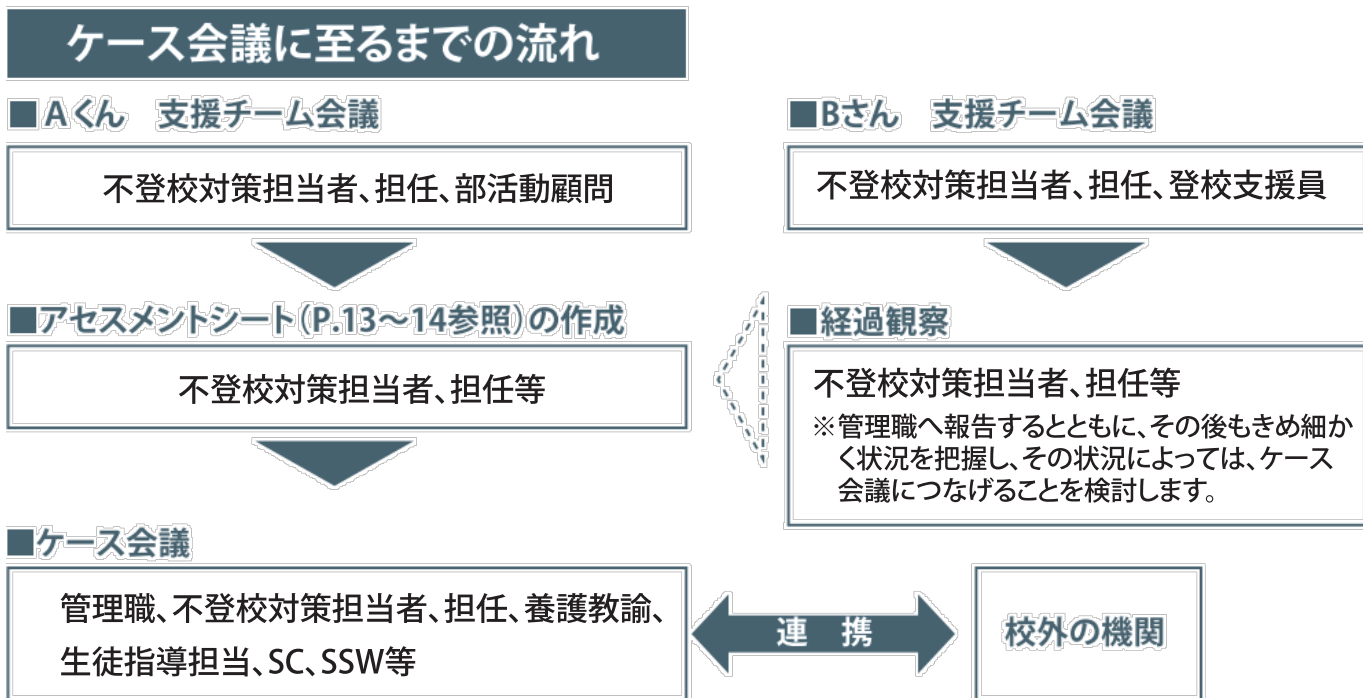 ケース会議に至るまでの流れ
■Aくん　支援チーム会議
不登校対策担当者、担任、部活動顧問
■アセスメントシート(P.13～14参照)の作成
不登校対策担当者、担任等
■ケース会議
管理職、不登校対策担当者、担任、養護教諭、
生徒指導担当、SC、SSW等
■Bさん　支援チーム会議
不登校対策担当者、担任、登校支援員
■経過観察
不登校対策担当者、担任等
※管理職へ報告するとともに、その後もきめ細か
く状況を把握し、その状況によっては、ケース
会議につなげることを検討します。
連　携
校外の機関